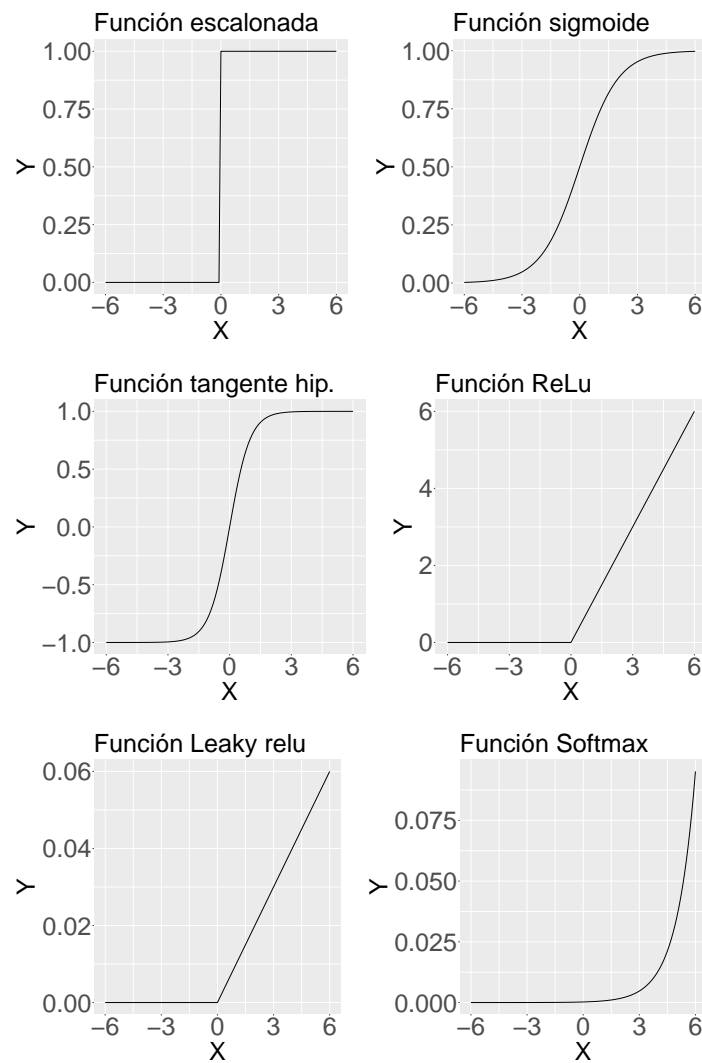 Función escalonada
1.00
0.75
0.50
0.25
0.00
Y
−6 −3 0 3 6
X
Función sigmoide
1.00
0.75
0.50
0.25
0.00
Y
−6 −3 0 3 6
X
Función tangente hip.
1.0
0.5
0.0
−0.5
−1.0
Y
−6 −3 0 3 6
X
Función ReLu
6
4
2
0
Y
−6 −3 0 3 6
X
Función Leaky relu
0.06
0.04
0.02
0.00
Y
−6 −3 0 3 6
X
Función Softmax
0.075
0.050
0.025
0.000
Y
−6 −3 0 3 6
X